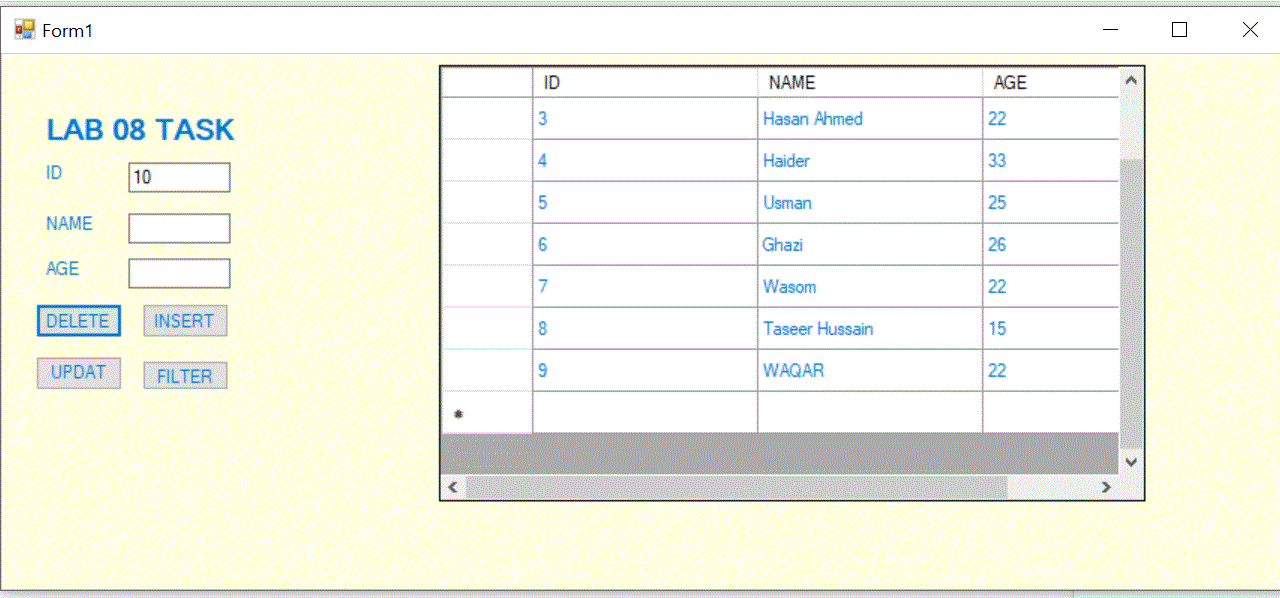 Form1
LAB 08 TASK
ID 10
NAME
AGE
DELETE INSERT
UPDAT FILTER
ID NAME AGE
3 Hasan Ahmed 22
4 Haider 33
5 Usman 25
6 Ghazi 26
7 Wasom 22
8 Taseer Hussain 15
9 WAQAR 22
*